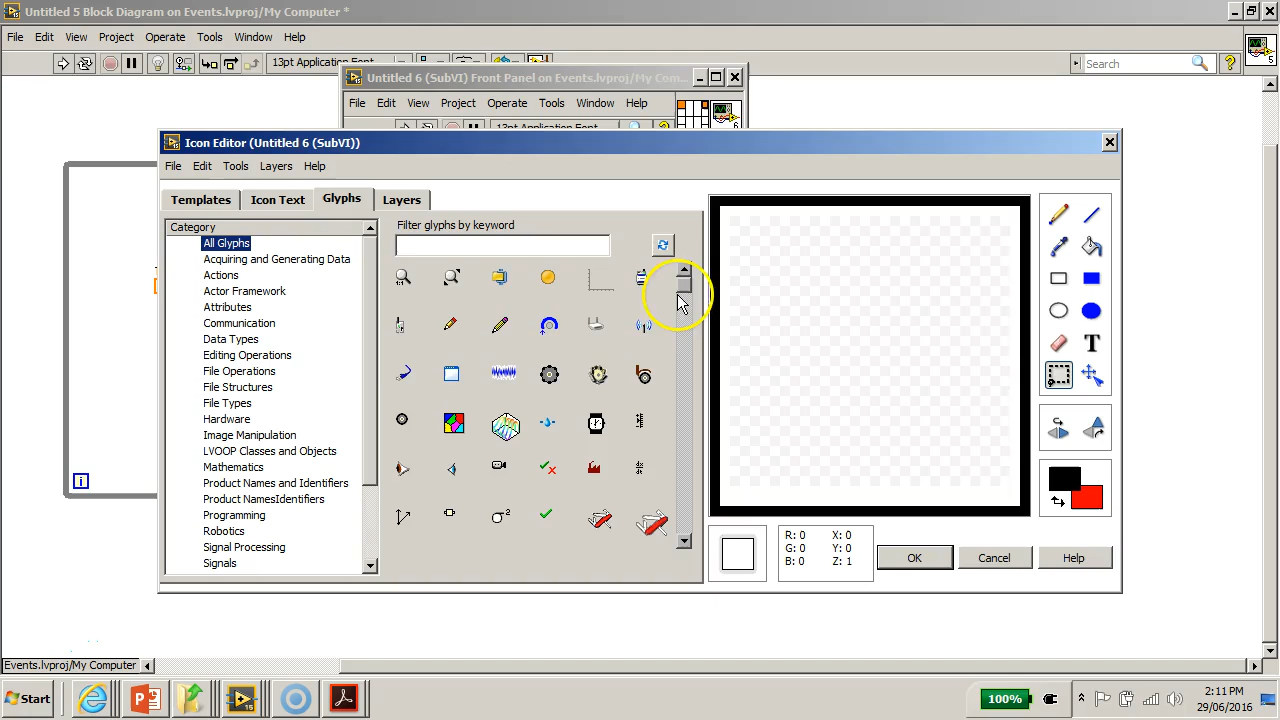 Untitled 5 Block Diagram on Events.lvproj/My Computer *
File Edit View Project Operate Tools Window Help
13pt Application Font
Search
5
Untitled 6 (SubVI) Front Panel on Events.lvproj/My Com...
File Edit View Project Operate Tools Window Help
13pt Application Font
6
Icon Editor (Untitled 6 (SubVI))
File Edit Tools Layers Help
Templates Icon Text Glyphs Layers
Category
All Glyphs
Acquiring and Generating Data
Actions
Actor Framework
Attributes
Communication
Data Types
Editing Operations
File Operations
File Structures
File Types
Hardware
Image Manipulation
LVOOP Classes and Objects
Mathematics
Product Names and Identifiers
Product NamesIdentifiers
Programming
Robotics
Signal Processing
Signals
Filter glyphs by keyword
T
R: 0 X: 0
G: 0 Y: 0
B: 0 Z: 1
OK Cancel Help
i
Events.lvproj/My Computer
Start
100%
2:11 PM
29/06/2016